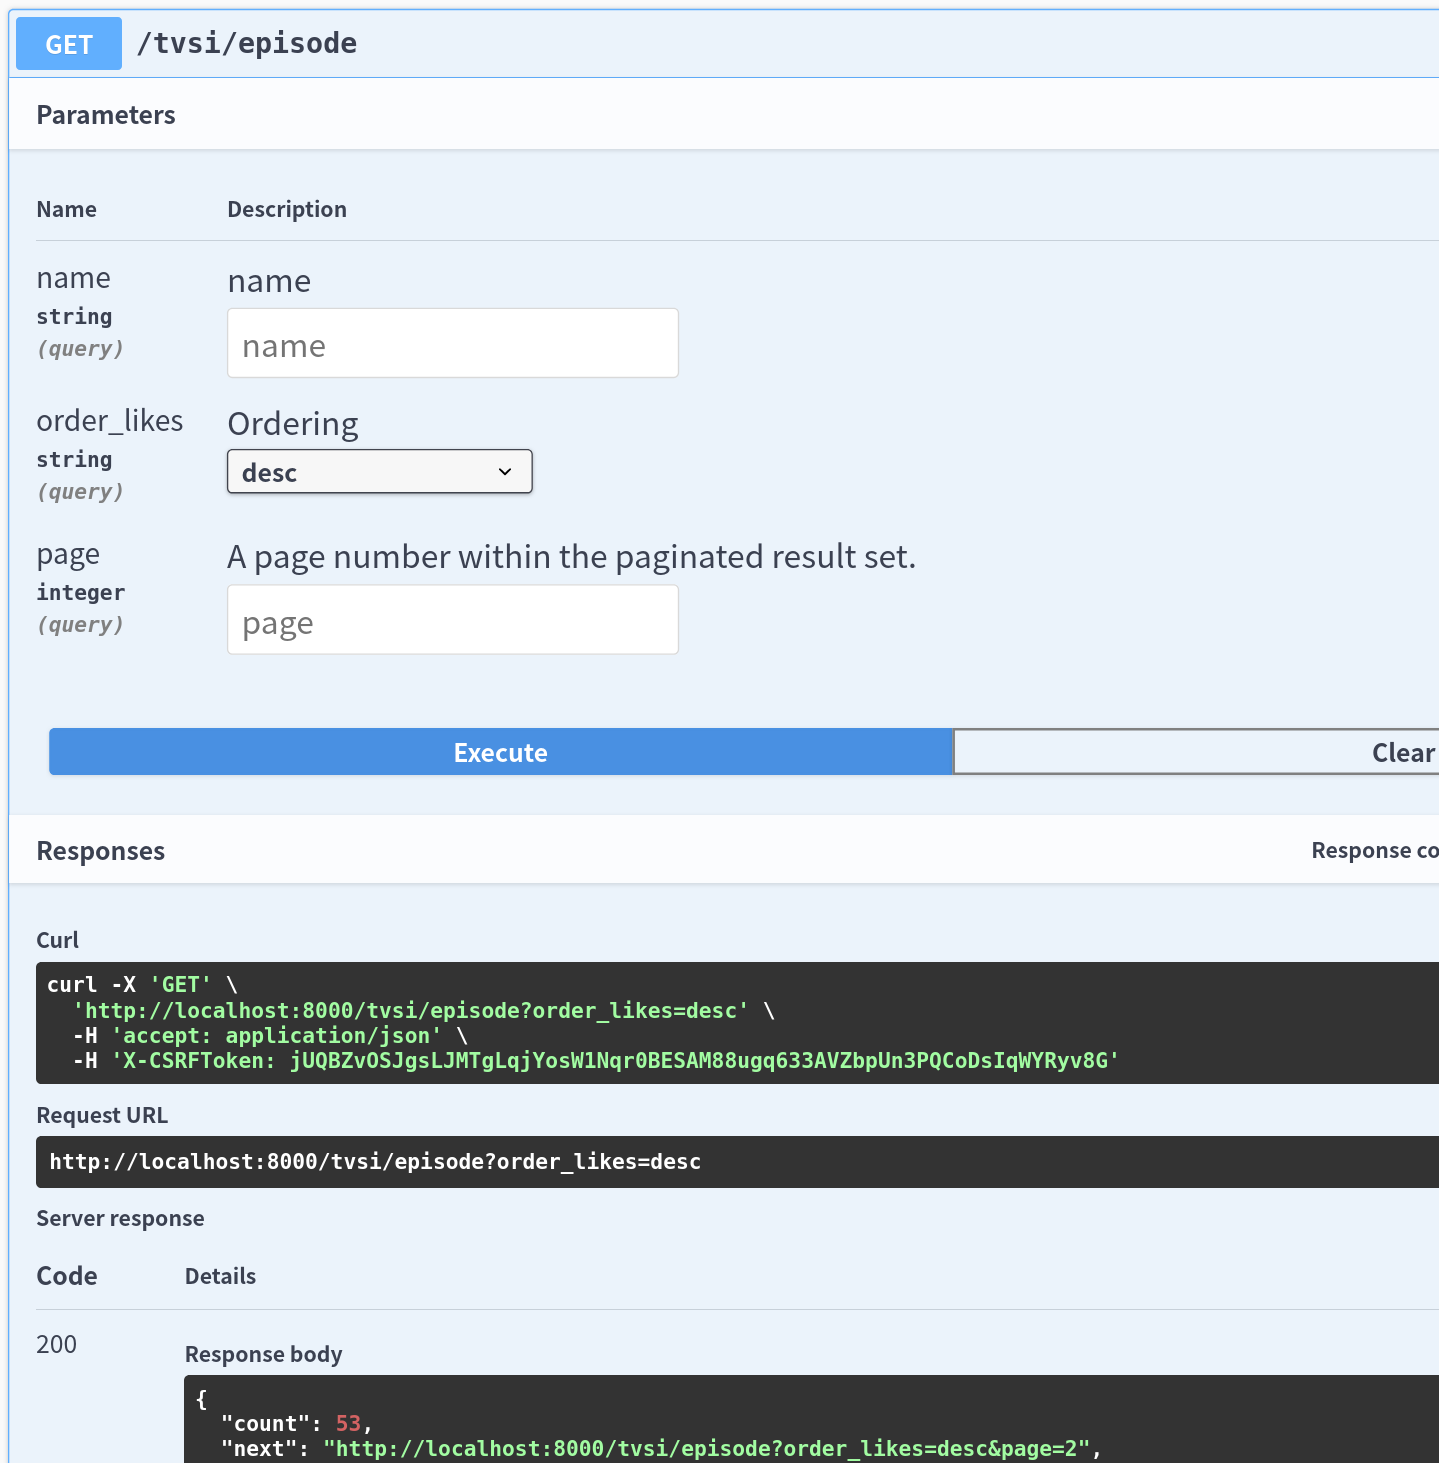 GET /tvsi/episode
Parameters
Name Description
name name
string
(query) name
order_likes Ordering
string desc
(query)
page A page number within the paginated result set.
integer
(query) page
Execute Clear
Responses Response co
Curl
curl -X 'GET' \
'http://localhost:8000/tvsi/episode?order_likes=desc' \
-H 'accept: application/json' \
-H 'X-CSRFToken: jUQBZvOSJgsLJMTgLqjYosW1Nqr0BESAM88ugq633AVZbpUn3PQCoDsIqWYRyv8G'
Request URL
http://localhost:8000/tvsi/episode?order_likes=desc
Server response
Code Details
200
Response body
{
"count": 53,
"next": "http://localhost:8000/tvsi/episode?order_likes=desc&page=2",